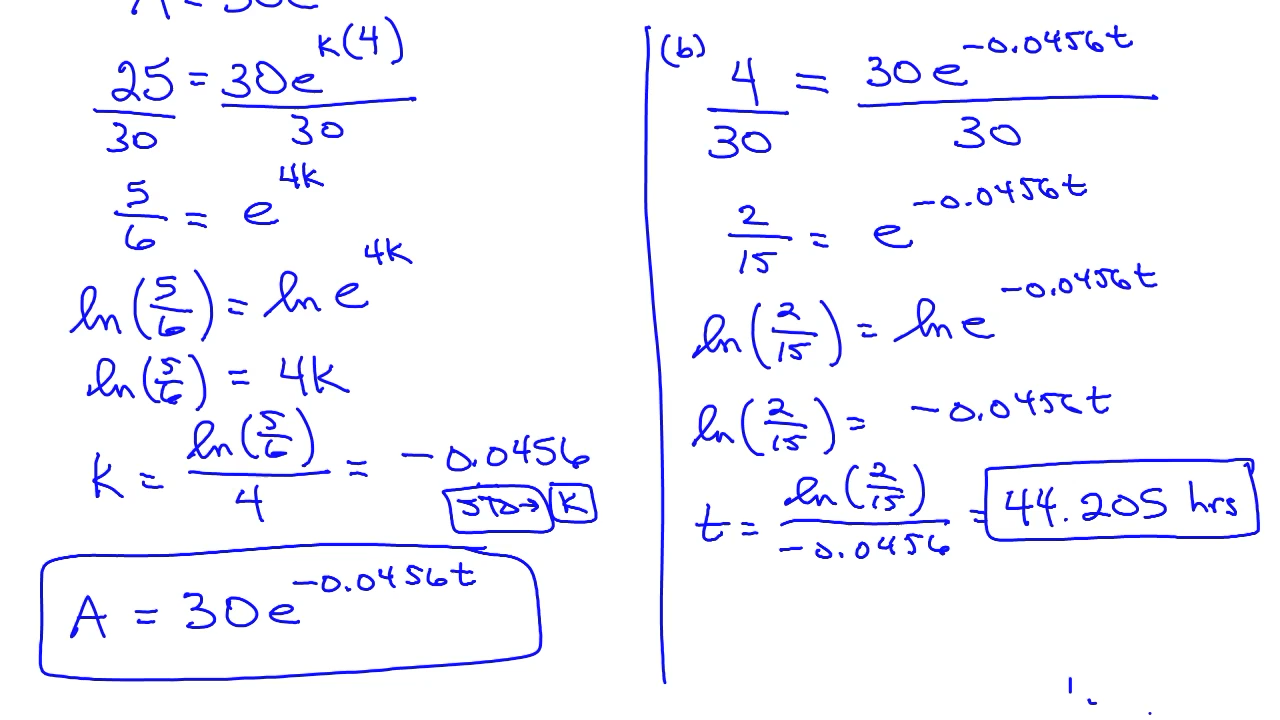 A = 30e
25/30 = 30e^k(4)/30
5/6 = e^4k
ln(5/6) = ln e^4k
ln(5/6) = 4k
k = ln(5/6)/4 = -0.0456
STO→ K
A = 30e^-0.0456t
(b) 4/30 = 30e^-0.0456t/30
2/15 = e^-0.0456t
ln(2/15) = ln e^-0.0456t
ln(2/15) = -0.0456t
t = ln(2/15)/-0.0456 = 44.205 hrs